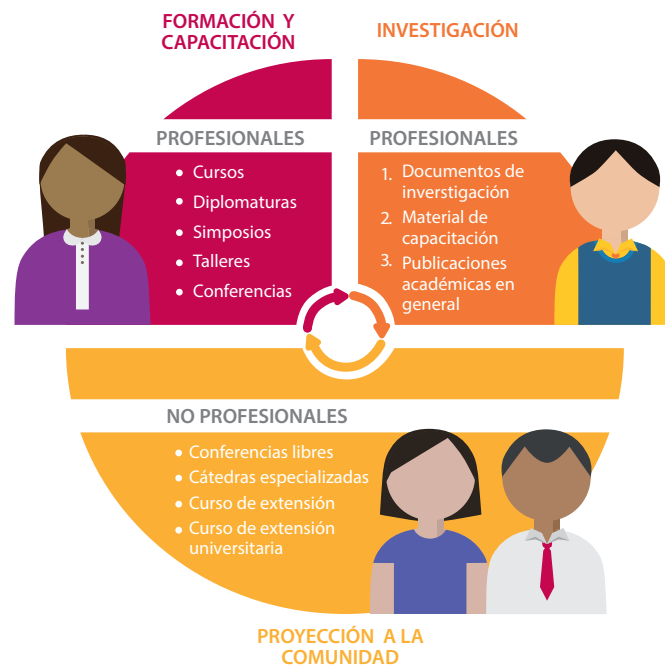 FORMACIÓN Y
CAPACITACIÓN
PROFESIONALES
• Cursos
• Diplomaturas
• Simposios
• Talleres
• Conferencias
INVESTIGACIÓN
PROFESIONALES
1. Documentos de
inverstigación
2. Material de
capacitación
3. Publicaciones
académicas en
general
NO PROFESIONALES
• Conferencias libres
• Cátedras especializadas
• Curso de extensión
• Curso de extensión
universitaria
PROYECCIÓN A LA
COMUNIDAD